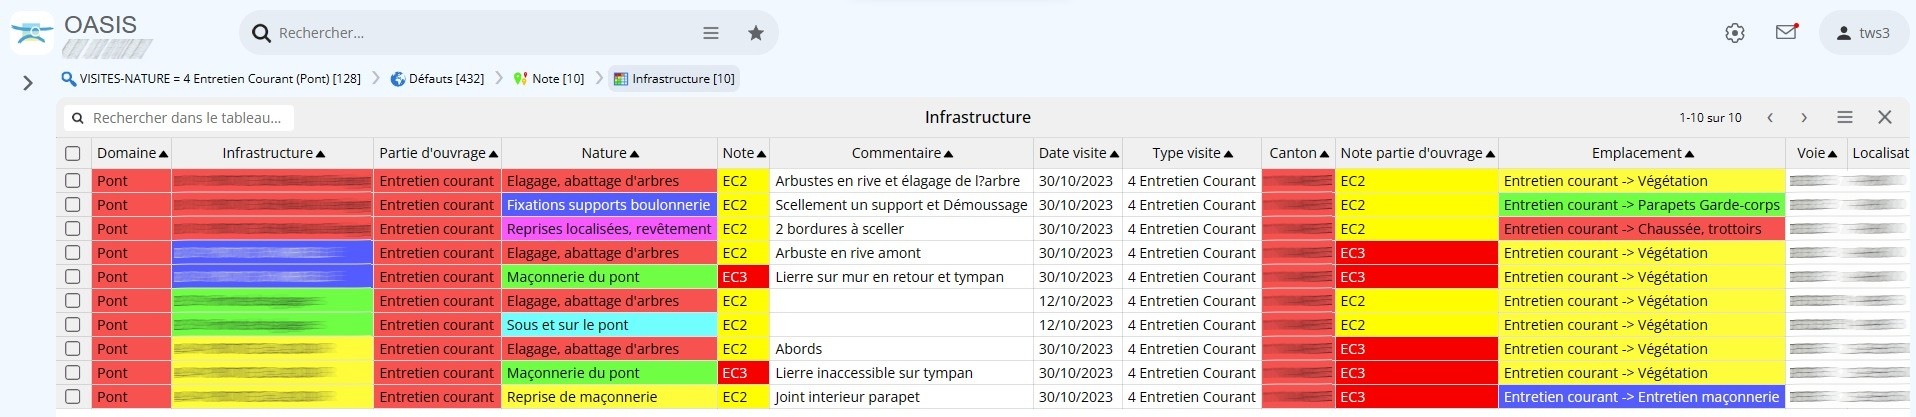 OASIS
Rechercher...
tws3
VISITES-NATURE = 4 Entretien Courant (Pont) [128] Défauts [432] Note [10] Infrastructure [10]
Rechercher dans le tableau... Infrastructure 1-10 sur 10
Domaine Infrastructure Partie d'ouvrage Nature Note Commentaire Date visite Type visite Canton Note partie d'ouvrage Emplacement Voie Localisat
Pont Entretien courant Elagage, abattage d'arbres EC2 Arbustes en rive et élagage de l?arbre 30/10/2023 4 Entretien Courant EC2 Entretien courant -> Végétation
Pont Entretien courant Fixations supports boulonnerie EC2 Scellement un support et Démoussage 30/10/2023 4 Entretien Courant EC2 Entretien courant -> Parapets Garde-corps
Pont Entretien courant Reprises localisées, revêtement EC2 2 bordures à sceller 30/10/2023 4 Entretien Courant EC2 Entretien courant -> Chaussée, trottoirs
Pont Entretien courant Elagage, abattage d'arbres EC2 Arbuste en rive amont 30/10/2023 4 Entretien Courant EC3 Entretien courant -> Végétation
Pont Entretien courant Maçonnerie du pont EC3 Lierre sur mur en retour et tympan 30/10/2023 4 Entretien Courant EC3 Entretien courant -> Végétation
Pont Entretien courant Elagage, abattage d'arbres EC2 12/10/2023 4 Entretien Courant EC2 Entretien courant -> Végétation
Pont Entretien courant Sous et sur le pont EC2 12/10/2023 4 Entretien Courant EC2 Entretien courant -> Végétation
Pont Entretien courant Elagage, abattage d'arbres EC2 Abords 30/10/2023 4 Entretien Courant EC3 Entretien courant -> Végétation
Pont Entretien courant Maçonnerie du pont EC3 Lierre inaccessible sur tympan 30/10/2023 4 Entretien Courant EC3 Entretien courant -> Végétation
Pont Entretien courant Reprise de maçonnerie EC2 Joint interieur parapet 30/10/2023 4 Entretien Courant EC3 Entretien courant -> Entretien maçonnerie